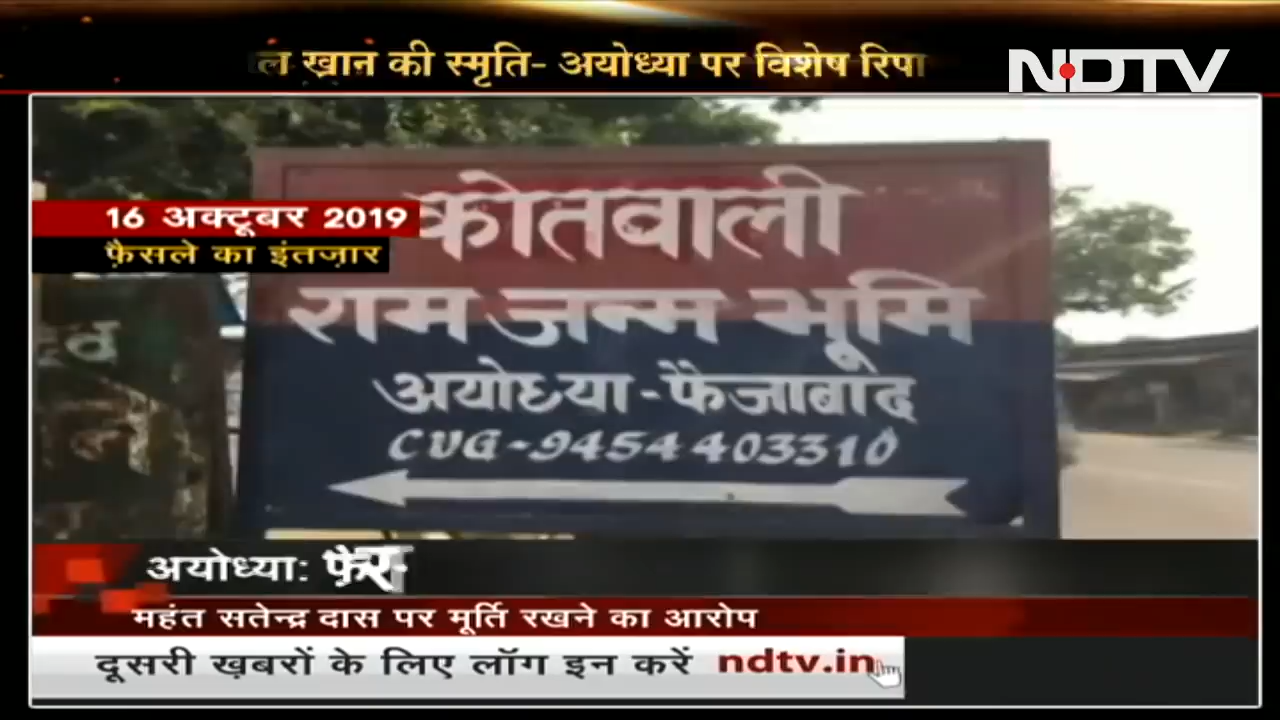 खान की स्मृति- अयोध्या पर विशेष
NDTV
16 अक्टूबर 2019
फ़ैसले का इंतज़ार
कोतवाली
राम जन्म भूमि
अयोध्या-फैजाबाद
CUG-9454403310
अयोध्या:
महंत सतेन्द्र दास पर मूर्ति रखने का आरोप
दूसरी ख़बरों के लिए लॉग इन करें ndtv.in